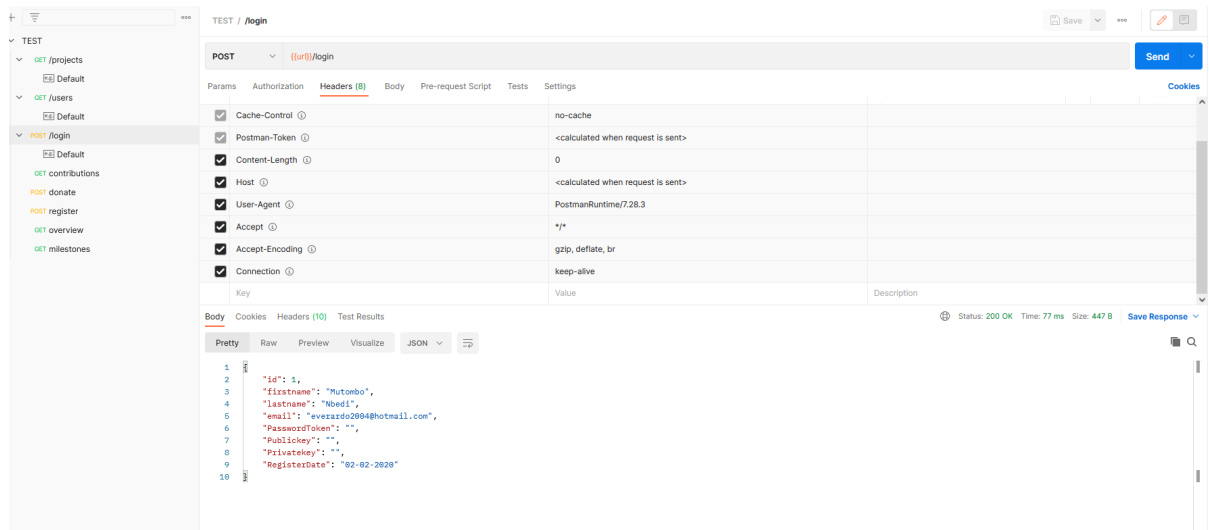 TEST / /login
Save
TEST
GET /projects
Default
GET /users
Default
POST /login
Default
GET contributions
POST donate
POST register
GET overview
GET milestones
POST {{url}}/login Send
Params Authorization Headers (8) Body Pre-request Script Tests Settings Cookies
Cache-Control no-cache
Postman-Token <calculated when request is sent>
Content-Length 0
Host <calculated when request is sent>
User-Agent PostmanRuntime/7.28.3
Accept */*
Accept-Encoding gzip, deflate, br
Connection keep-alive
Key Value Description
Body Cookies Headers (10) Test Results Status: 200 OK Time: 77 ms Size: 447 B Save Response
Pretty Raw Preview Visualize JSON
1 {
2 "id": 1,
3 "firstname": "Mutombo",
4 "lastname": "Nbedi",
5 "email": "everardo2004@hotmail.com",
6 "PasswordToken": "",
7 "Publickey": "",
8 "Privatekey": "",
9 "RegisterDate": "02-02-2020"
10 }